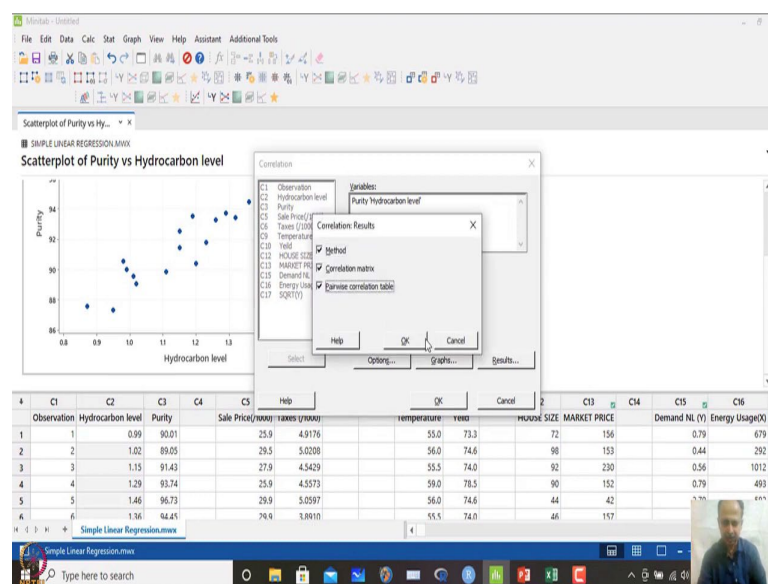 Minitab - Untitled
File Edit Data Calc Stat Graph View Help Assistant Additional Tools
Scatterplot of Purity vs Hy...
SIMPLE LINEAR REGRESSION.MWX
Scatterplot of Purity vs Hydrocarbon level
Purity
94
92
90
88
86
0.8 0.9 1.0 1.1 1.2 1.3
Hydrocarbon level
Correlation
C1 Observation
C2 Hydrocarbon level
C3 Purity
C5 Sale Price(/1
C6 Taxes (/1000
C9 Temperature
C10 Yeild
C12 HOUSE SIZE
C13 MARKET PR
C15 Demand NL
C16 Energy Usag
C17 SQRT(Y)
Variables:
Purity 'Hydrocarbon level'
Select
Options...
Graphs...
Results...
Help
OK
Cancel
Correlation: Results
Method
Correlation matrix
Pairwise correlation table
Help OK Cancel
C1 C2 C3 C4 C5 2 C13 C14 C15 C16
Observation Hydrocarbon level Purity Sale Price(/1000) Taxes (/1000) Temperature Yeild HOUSE SIZE MARKET PRICE Demand NL (Y) Energy Usage(X)
1 1 0.99 90.01 25.9 4.9176 55.0 73.3 72 156 0.79 679
2 2 1.02 89.05 29.5 5.0208 56.0 74.6 98 153 0.44 292
3 3 1.15 91.43 27.9 4.5429 55.5 74.0 92 230 0.56 1012
4 4 1.29 93.74 25.9 4.5573 59.0 78.5 90 152 0.79 493
5 5 1.46 96.73 29.9 5.0597 56.0 74.6 44 42
6 6 1.36 94.45 29.9 3.8910 55.5 74.0 46 157
Simple Linear Regression.mwx
Simple Linear Regression.mwx
Type here to search
NPTEL